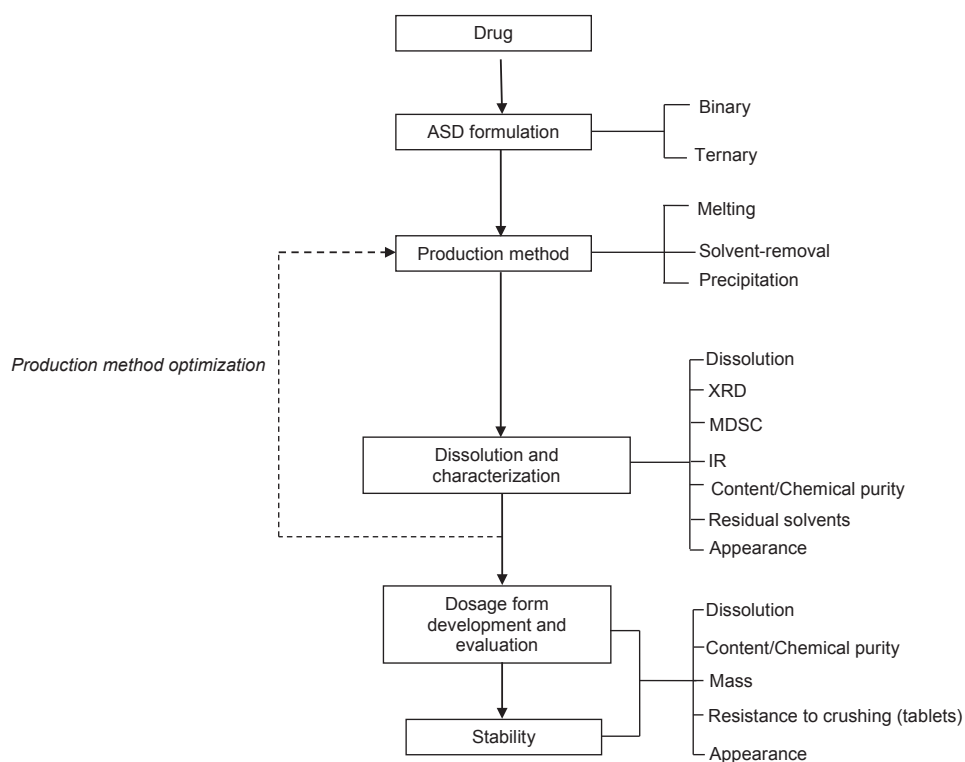 Drug
ASD formulation
Binary
Ternary
Production method
Melting
Solvent-removal
Precipitation
Production method optimization
Dissolution and
characterization
Dissolution
XRD
MDSC
IR
Content/Chemical purity
Residual solvents
Appearance
Dosage form
development and
evaluation
Dissolution
Content/Chemical purity
Mass
Resistance to crushing (tablets)
Appearance
Stability